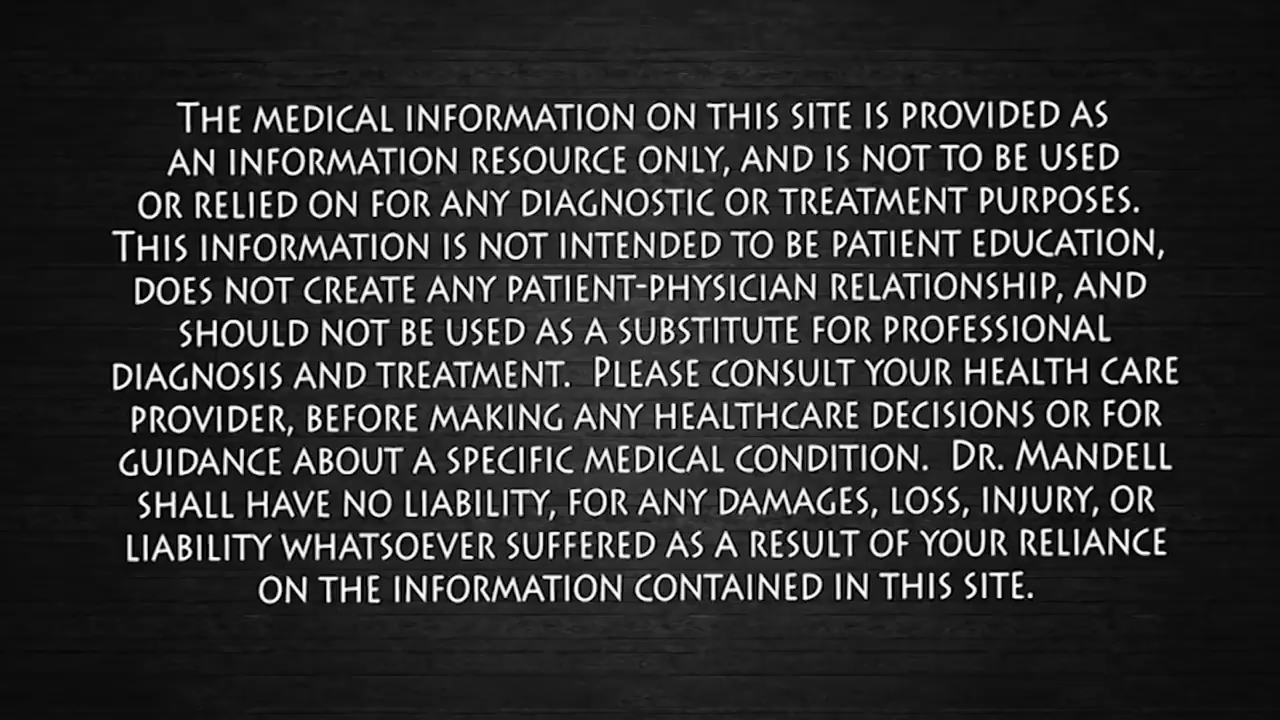 THE MEDICAL INFORMATION ON THIS SITE IS PROVIDED AS
AN INFORMATION RESOURCE ONLY, AND IS NOT TO BE USED
OR RELIED ON FOR ANY DIAGNOSTIC OR TREATMENT PURPOSES.
THIS INFORMATION IS NOT INTENDED TO BE PATIENT EDUCATION,
DOES NOT CREATE ANY PATIENT-PHYSICIAN RELATIONSHIP, AND
SHOULD NOT BE USED AS A SUBSTITUTE FOR PROFESSIONAL
DIAGNOSIS AND TREATMENT. PLEASE CONSULT YOUR HEALTH CARE
PROVIDER, BEFORE MAKING ANY HEALTHCARE DECISIONS OR FOR
GUIDANCE ABOUT A SPECIFIC MEDICAL CONDITION. DR. MANDELL
SHALL HAVE NO LIABILITY, FOR ANY DAMAGES, LOSS, INJURY, OR
LIABILITY WHATSOEVER SUFFERED AS A RESULT OF YOUR RELIANCE
ON THE INFORMATION CONTAINED IN THIS SITE.